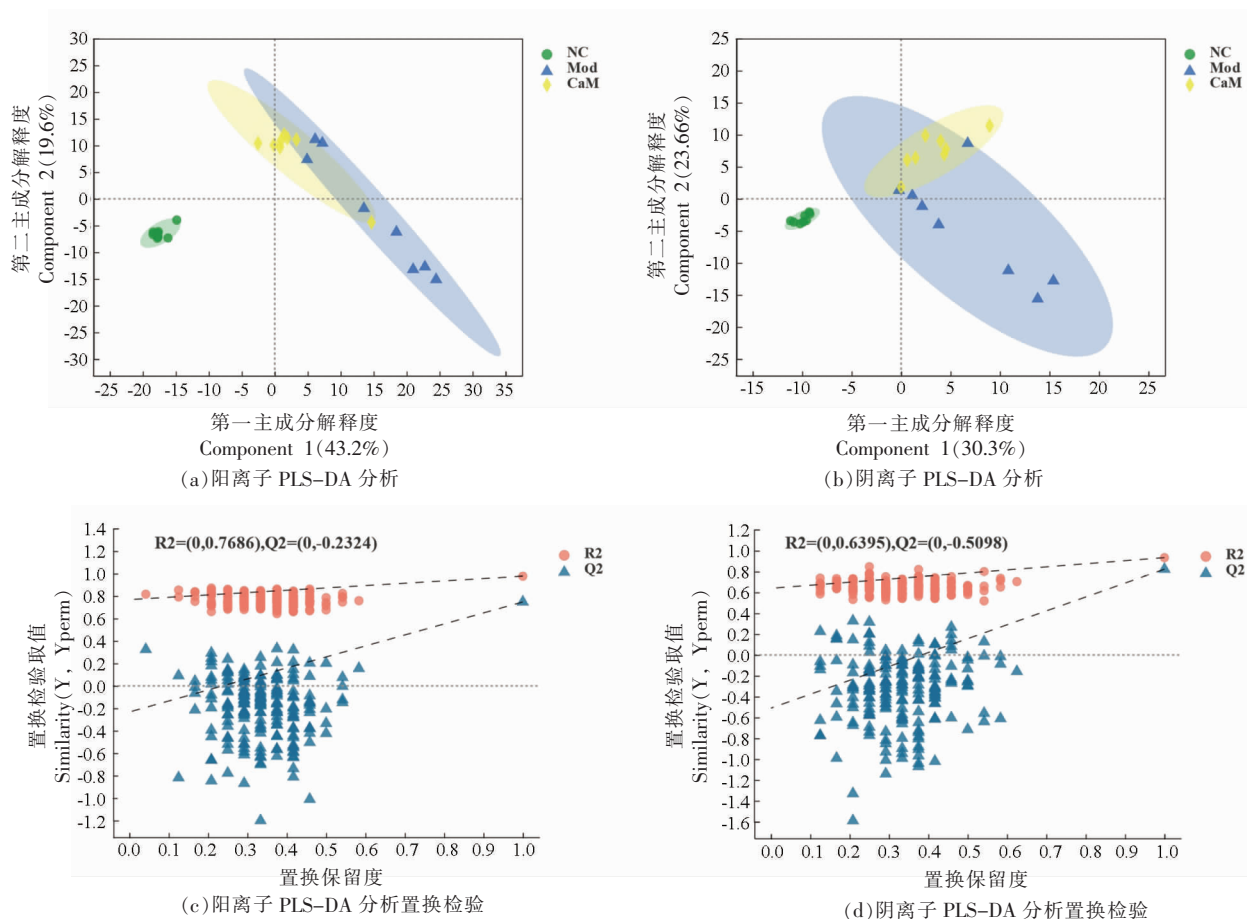 30
25
20
15
10
5
0
-5
-10
-15
-20
-25
-30
第二主成分解释度
Component 2(19.6%)
-25 -20 -15 -10 -5 0 5 10 15 20 25 30 35
NC
Mod
CaM
第一主成分解释度
Component 1(43.2%)
(a)阳离子 PLS-DA 分析
25
20
15
10
5
0
-5
-10
-15
-20
-25
第二主成分解释度
Component 2(23.66%)
-15 -10 -5 0 5 10 15 20 25
NC
Mod
CaM
第一主成分解释度
Component 1(30.3%)
(b)阴离子 PLS-DA 分析
1.4
1.2
1.0
0.8
0.6
0.4
0.2
0.0
-0.2
-0.4
-0.6
-0.8
-1.0
-1.2
置换检验取值
Similarity(Y, Yperm)
R2=(0,0.7686),Q2=(0,-0.2324)
R2
Q2
0.0 0.1 0.2 0.3 0.4 0.5 0.6 0.7 0.8 0.9 1.0
置换保留度
(c)阳离子 PLS-DA 分析置换检验
1.2
1.0
0.8
0.6
0.4
0.2
0.0
-0.2
-0.4
-0.6
-0.8
-1.0
-1.2
-1.4
-1.6
置换检验取值
Similarity(Y, Yperm)
R2=(0,0.6395),Q2=(0,-0.5098)
R2
Q2
0.0 0.1 0.2 0.3 0.4 0.5 0.6 0.7 0.8 0.9 1.0
置换保留度
(d)阴离子 PLS-DA 分析置换检验